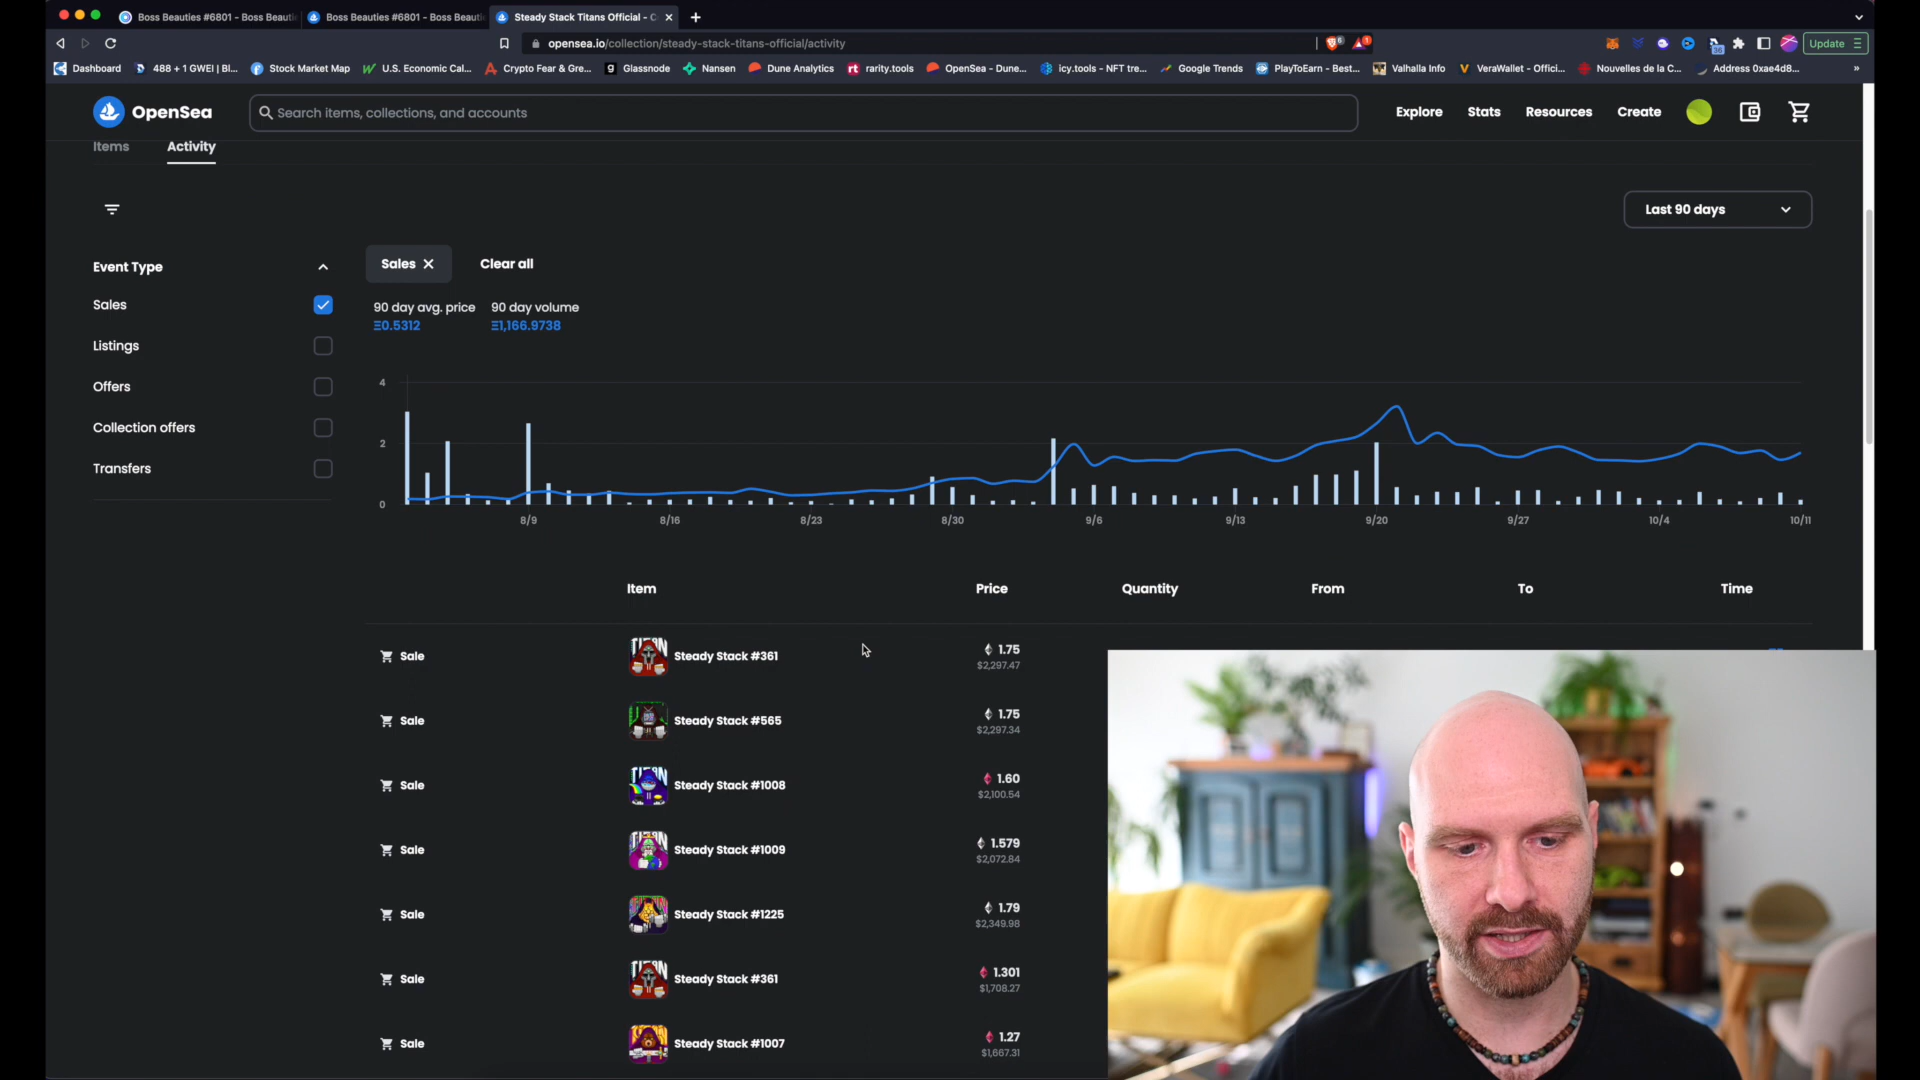 Boss Beauties #6801 - Boss Beauti
Boss Beauties #6801 - Boss Beauti
Steady Stack Titans Official -
opensea.io/collection/steady-stack-titans-official/activity
Update
Dashboard
488 + 1 GWEI | Bl...
Stock Market Map
U.S. Economic Cal...
Crypto Fear & Gre...
Glassnode
Nansen
Dune Analytics
rarity.tools
OpenSea - Dune...
icy.tools - NFT tre...
Google Trends
PlayToEarn - Best...
Valhalla Info
VeraWallet - Offici...
Nouvelles de la C...
Address 0xae4d8...
OpenSea
Search items, collections, and accounts
Explore
Stats
Resources
Create
Items
Activity
Last 90 days
Event Type
Sales
Listings
Offers
Collection offers
Transfers
Sales
Clear all
90 day avg. price
Ξ0.5312
90 day volume
Ξ1,166.9738
4
2
0
8/9
8/16
8/23
8/30
9/6
9/13
9/20
9/27
10/4
10/11
Item
Price
Quantity
From
To
Time
Sale
Steady Stack #361
1.75
$2,297.47
Sale
Steady Stack #565
1.75
$2,297.34
Sale
Steady Stack #1008
1.60
$2,100.54
Sale
Steady Stack #1009
1.579
$2,072.84
Sale
Steady Stack #1225
1.79
$2,349.98
Sale
Steady Stack #361
1.301
$1,708.27
Sale
Steady Stack #1007
1.27
$1,667.31